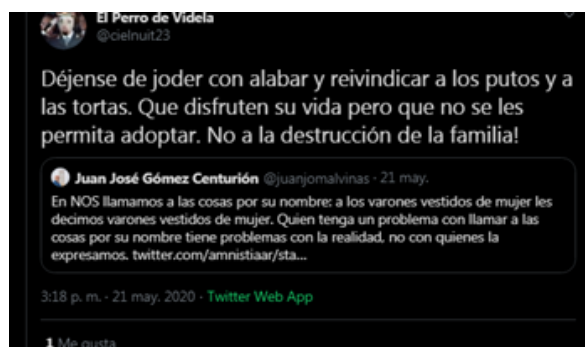 El Perro de Videla
@cielnuit23
Déjense de joder con alabar y reivindicar a los putos y a
las tortas. Que disfruten su vida pero que no se les
permita adoptar. No a la destrucción de la familia!
Juan José Gómez Centurión @juanjomalvinas · 21 may.
En NOS llamamos a las cosas por su nombre: a los varones vestidos de mujer les
decimos varones vestidos de mujer. Quien tenga un problema con llamar a las
cosas por su nombre tiene problemas con la realidad, no con quienes la
expresamos. twitter.com/amnistiaar/sta...
3:18 p. m. · 21 may. 2020 · Twitter Web App
1 Me gusta